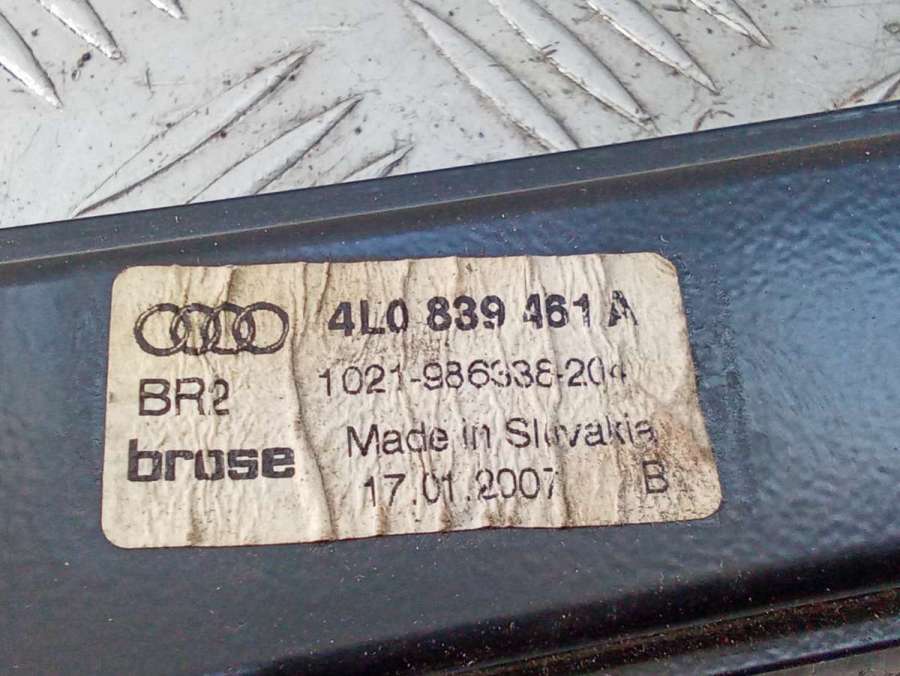 4L0 839 461 A
BR2 1021-986338-204
brose Made in Slovakia
17.01.2007 B